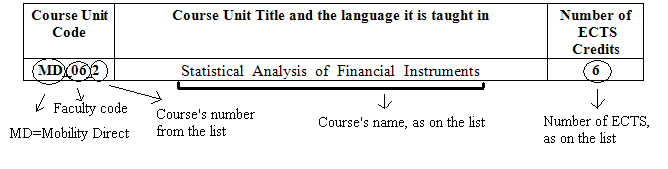 Course Unit Code
Course Unit Title and the language it is taught in
Number of ECTS Credits
MD.06.2
Statistical Analysis of Financial Instruments
6
Faculty code
MD=Mobility Direct
Course's number
from the list
Course's name, as on the list
Number of ECTS,
as on the list